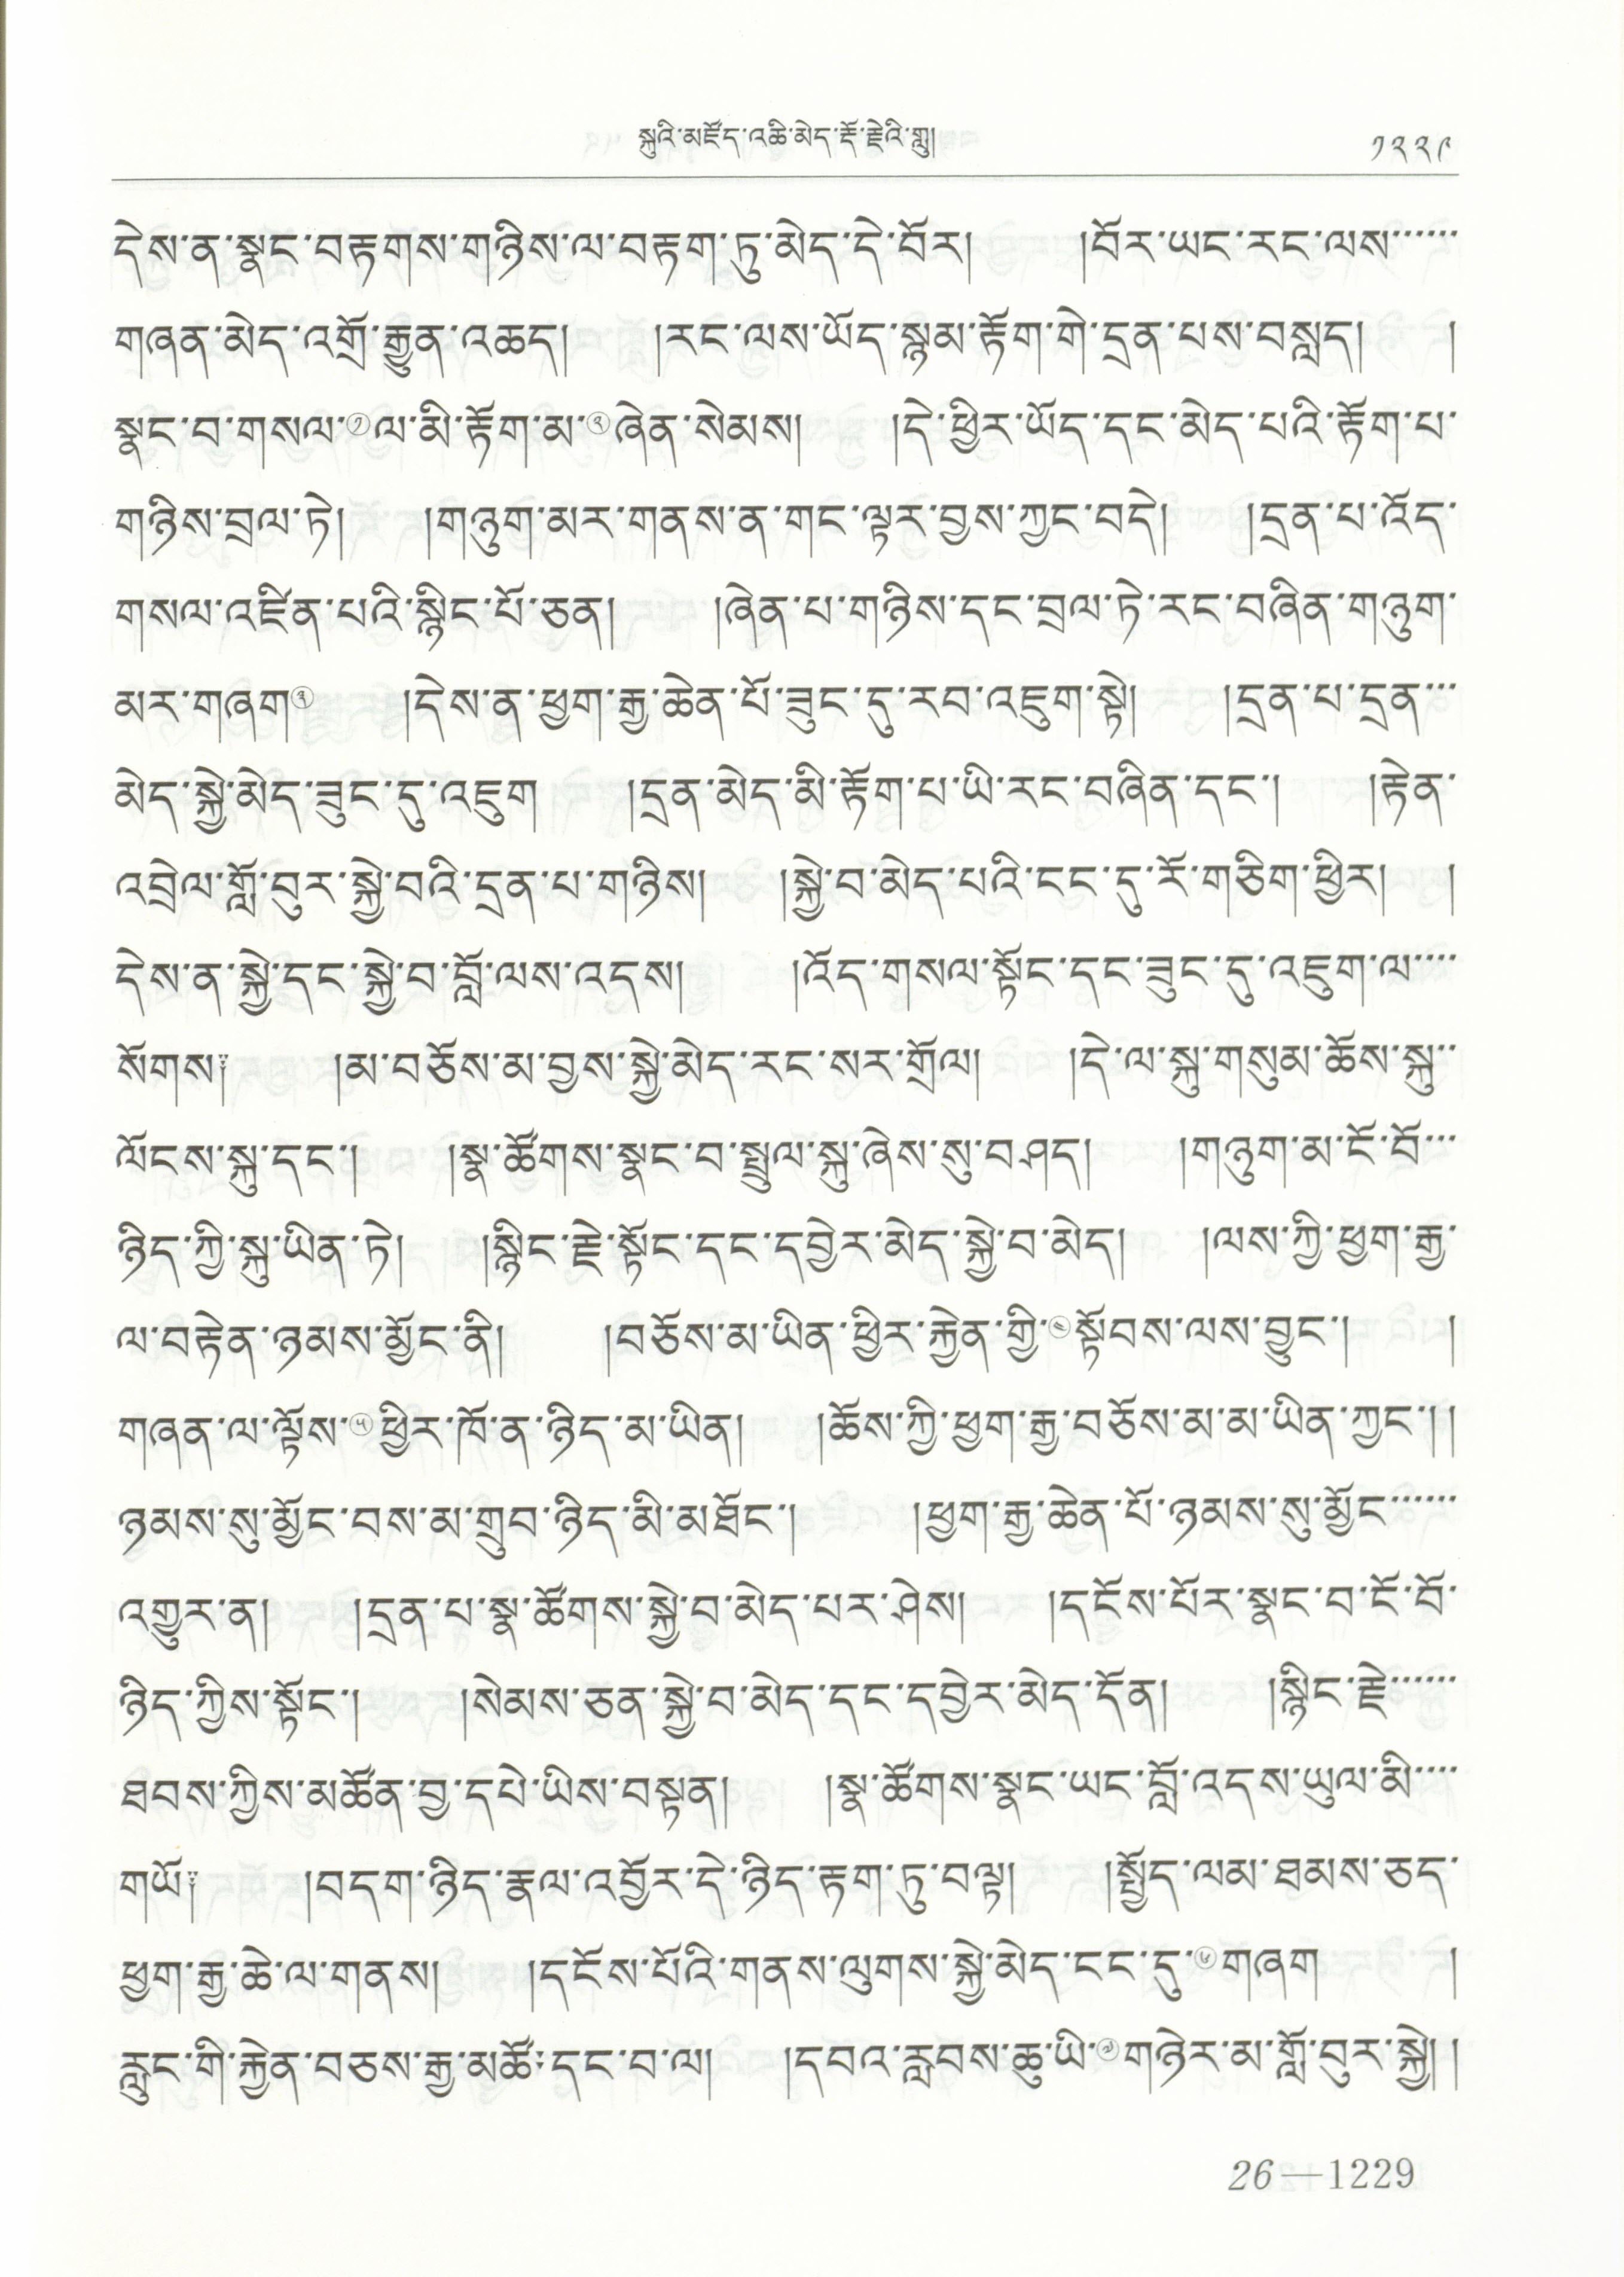 སྐུའི་མཛོད་འཆི་མེད་རྡོ་རྗེའི་གླུ། ༡༢༢༩
དེས་ན་སྣང་བརྟགས་གཉིས་ལ་བརྟག་ཏུ་མེད་དེ་བོར། །བོར་ཡང་རང་ལས་་་་་་
གཞན་མེད་འགྲོ་རྒྱུན་འཆད། །རང་ལས་ཡོད་སྙམ་རྟོག་གེ་དྲན་པས་བསླད། །
སྣང་བ་གསལ་①ལ་མི་རྟོག་མ་②ཞེན་སེམས། །དེ་ཕྱིར་ཡོད་དང་མེད་པའི་རྟོག་པ་
གཉིས་བྲལ་ཏེ། །གཉུག་མར་གནས་ན་གང་ལྟར་བྱས་ཀྱང་བདེ། །དྲན་པ་འོད་
གསལ་འཛིན་པའི་སྙིང་པོ་ཅན། །ཞེན་པ་གཉིས་དང་བྲལ་ཏེ་རང་བཞིན་གཉུག་
མར་གཞག③ །དེས་ན་ཕྱག་རྒྱ་ཆེན་པོ་ཟུང་དུ་རབ་འཇུག་སྟེ། །དྲན་པ་དྲན་་་
མེད་སྐྱེ་མེད་ཟུང་དུ་འཇུག །དྲན་མེད་མི་རྟོག་པ་ཡི་རང་བཞིན་དང་། །རྟེན་
འབྲེལ་གློ་བུར་སྐྱེ་བའི་དྲན་པ་གཉིས། །སྐྱེ་བ་མེད་པའི་ངང་དུ་རོ་གཅིག་ཕྱིར། །
དེས་ན་སྐྱེ་དང་སྐྱེ་བ་བློ་ལས་འདས། །འོད་གསལ་སྟོང་དང་ཟུང་དུ་འཇུག་ལ་་་་
སོགས༔ །མ་བཅོས་མ་བྱས་སྐྱེ་མེད་རང་སར་གྲོལ། །དེ་ལ་སྐུ་གསུམ་ཆོས་སྐུ་་
ལོངས་སྐུ་དང་། །སྣ་ཚོགས་སྣང་བ་སྤྲུལ་སྐུ་ཞེས་སུ་བཤད། །གཉུག་མ་ངོ་བོ་་་
ཉིད་ཀྱི་སྐུ་ཡིན་ཏེ། །སྙིང་རྗེ་སྟོང་དང་དབྱེར་མེད་སྐྱེ་བ་མེད། །ལས་ཀྱི་ཕྱག་རྒྱ་
ལ་བརྟེན་ཉམས་མྱོང་ནི། །བཅོས་མ་ཡིན་ཕྱིར་རྐྱེན་གྱི་④སྟོབས་ལས་བྱུང་། །
གཞན་ལ་ལྟོས་⑤ཕྱིར་ཁོ་ན་ཉིད་མ་ཡིན། །ཆོས་ཀྱི་ཕྱག་རྒྱ་བཅོས་མ་མ་ཡིན་ཀྱང་། །
ཉམས་སུ་མྱོང་བས་མ་གྲུབ་ཉིད་མི་མཐོང་། །ཕྱག་རྒྱ་ཆེན་པོ་ཉམས་སུ་མྱོང་་་་་་
འགྱུར་ན། །དྲན་པ་སྣ་ཚོགས་སྐྱེ་བ་མེད་པར་ཤེས། །དངོས་པོར་སྣང་བ་ངོ་བོ་
ཉིད་ཀྱིས་སྟོང་། །སེམས་ཅན་སྐྱེ་བ་མེད་དང་དབྱེར་མེད་དོན། །སྙིང་རྗེ་་་་་་
ཐབས་ཀྱིས་མཚོན་བྱ་དཔེ་ཡིས་བསྟན། །སྣ་ཚོགས་སྣང་ཡང་བློ་འདས་ཡུལ་མི་་་་
གཡོ༔ །བདག་ཉིད་རྣལ་འབྱོར་དེ་ཉིད་རྟག་ཏུ་བལྟ། །སྤྱོད་ལམ་ཐམས་ཅད་
ཕྱག་རྒྱ་ཆེ་ལ་གནས། །དངོས་པོའི་གནས་ལུགས་སྐྱེ་མེད་ངང་དུ་⑥གཞག །
རླུང་གི་རྐྱེན་བཅས་རྒྱ་མཚོ༔དང་བ་ལ། །དབའ་རླབས་ཆུ་ཡི་⑦གཉེར་མ་གློ་བུར་སྐྱེ། །
26—1229